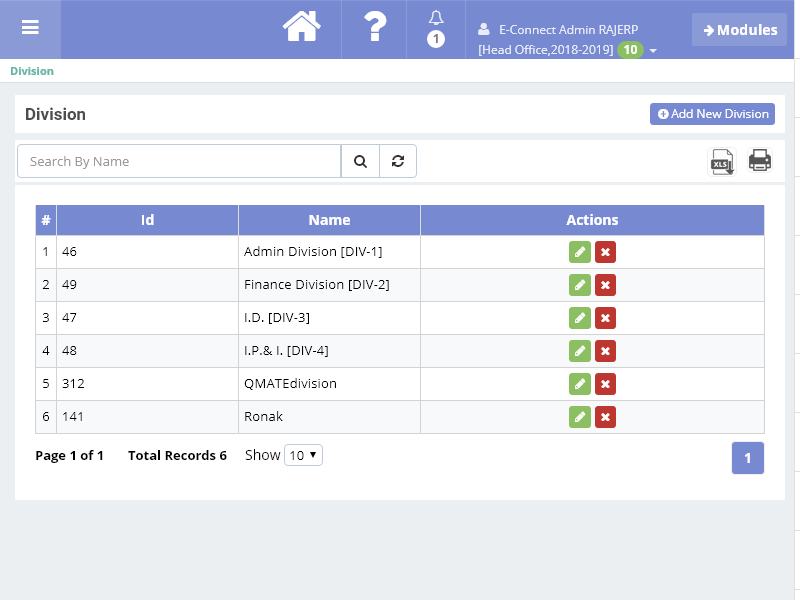 1
E-Connect Admin RAJERP
[Head Office,2018-2019] 10
Modules
Division
Division
Add New Division
Search By Name
XLS
# Id Name Actions
1 46 Admin Division [DIV-1]
2 49 Finance Division [DIV-2]
3 47 I.D. [DIV-3]
4 48 I.P.& I. [DIV-4]
5 312 QMATEdivision
6 141 Ronak
Page 1 of 1 Total Records 6 Show 10 1